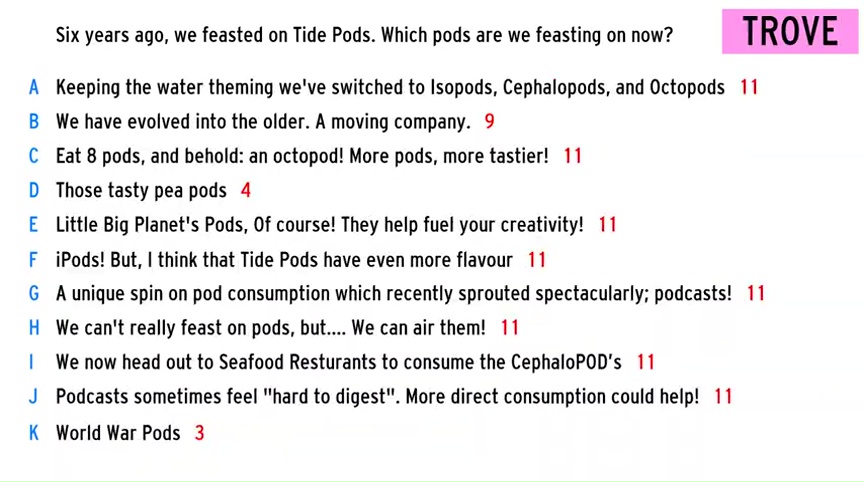 Six years ago, we feasted on Tide Pods. Which pods are we feasting on now?
TROVE
A Keeping the water theming we've switched to Isopods, Cephalopods, and Octopods 11
B We have evolved into the older. A moving company. 9
C Eat 8 pods, and behold: an octopod! More pods, more tastier! 11
D Those tasty pea pods 4
E Little Big Planet's Pods, Of course! They help fuel your creativity! 11
F iPods! But, I think that Tide Pods have even more flavour 11
G A unique spin on pod consumption which recently sprouted spectacularly; podcasts! 11
H We can't really feast on pods, but.... We can air them! 11
I We now head out to Seafood Resturants to consume the CephaloPOD's 11
J Podcasts sometimes feel "hard to digest". More direct consumption could help! 11
K World War Pods 3